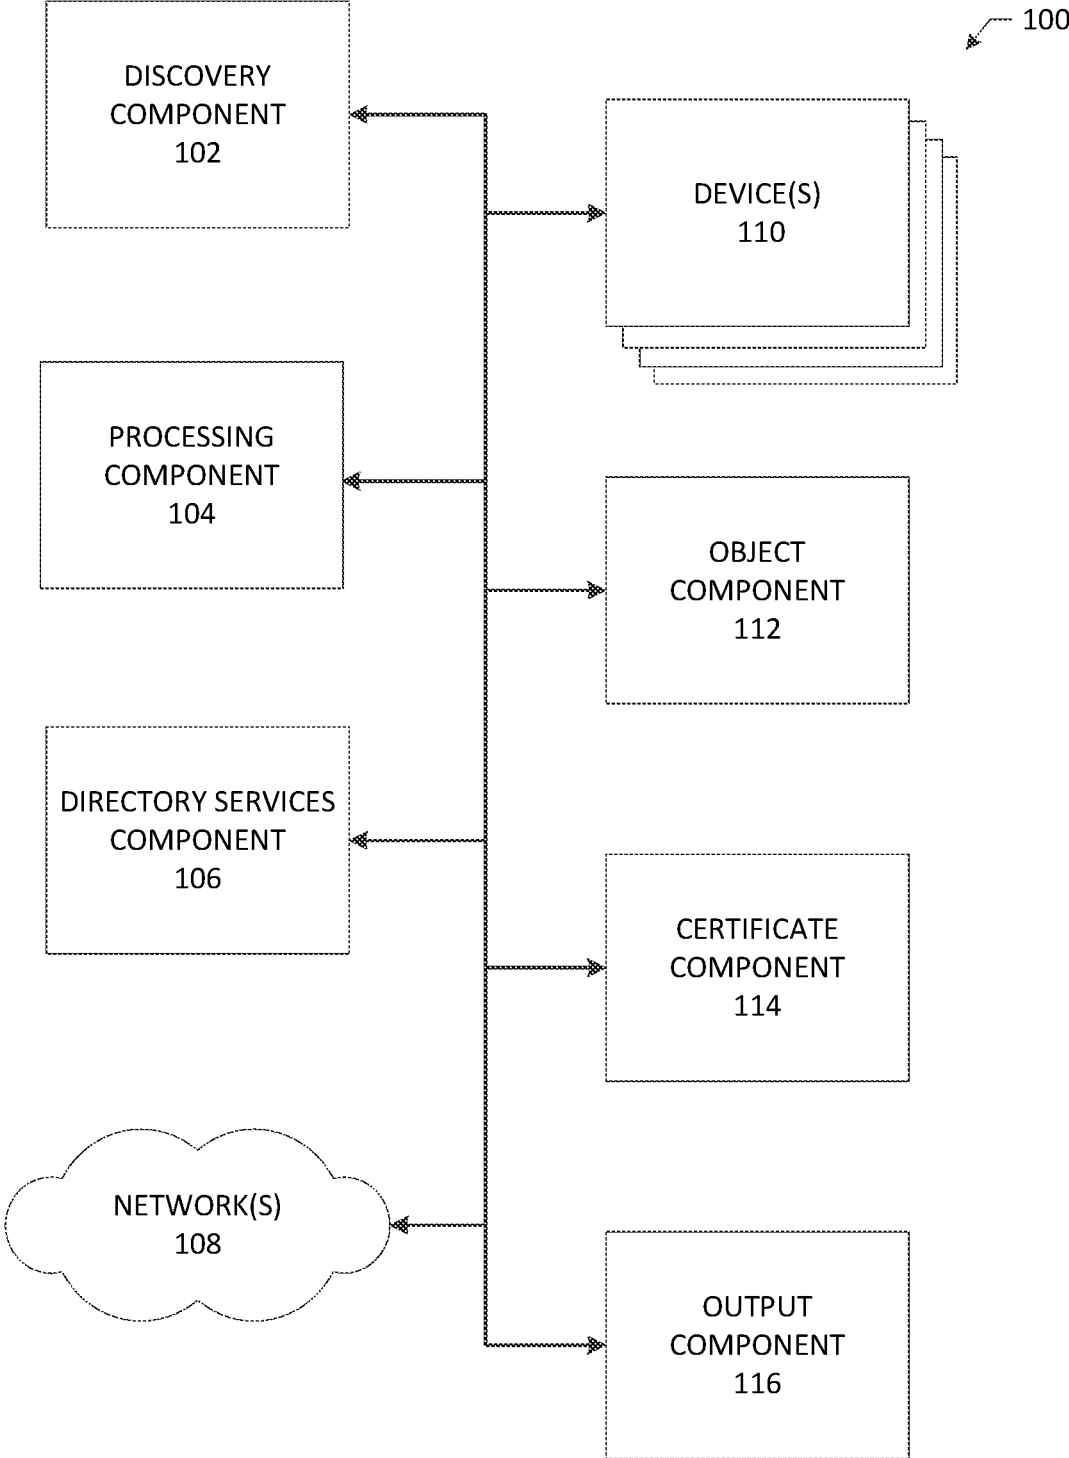 100
DISCOVERY
COMPONENT
102
DEVICE(S)
110
PROCESSING
COMPONENT
104
OBJECT
COMPONENT
112
DIRECTORY SERVICES
COMPONENT
106
CERTIFICATE
COMPONENT
114
NETWORK(S)
108
OUTPUT
COMPONENT
116